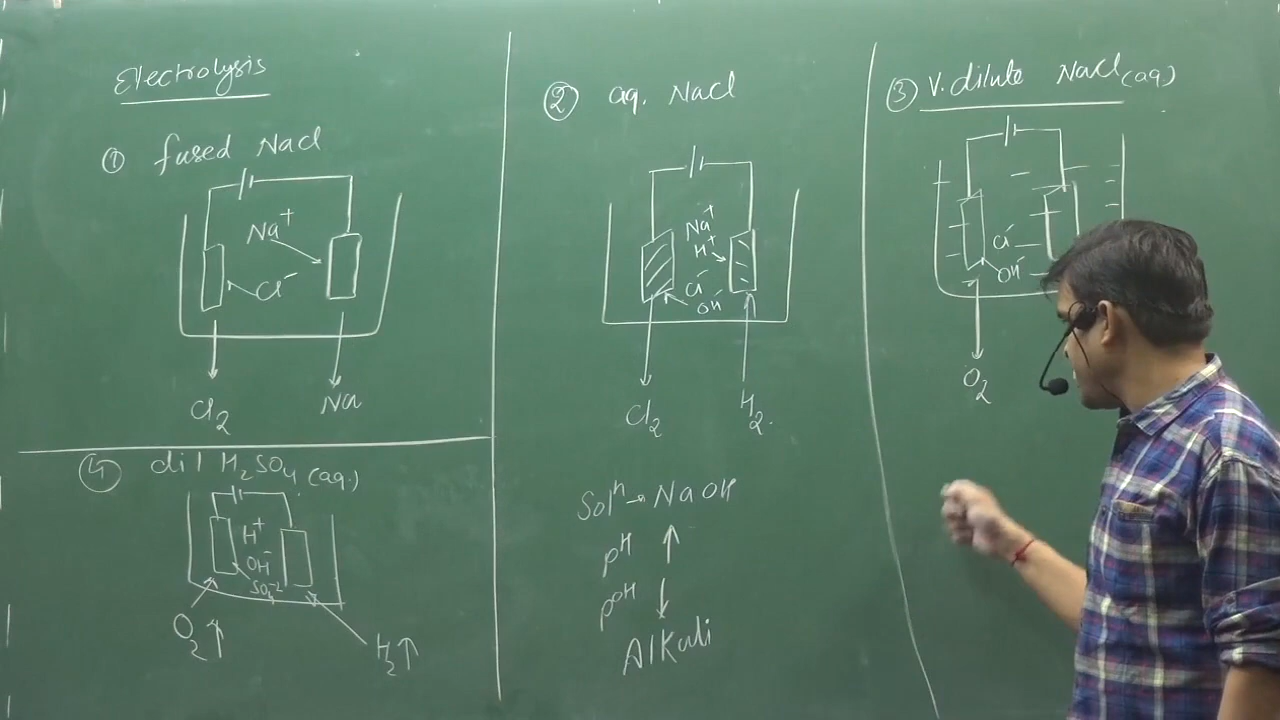 Electrolysis
① fused NaCl
Na⁺
Cl⁻
Cl₂
Na
② aq. NaCl
Na⁺
H⁺
Cl⁻
OH⁻
Cl₂
H₂.
Solⁿ → NaOH
pH ↑
pOH ↓
Alkali
③ V. dilute NaCl (aq)
Cl⁻
OH⁻
O₂
④ dil H₂SO₄ (aq.)
H⁺
OH⁻
SO₄⁻²
O₂↑
H₂↑